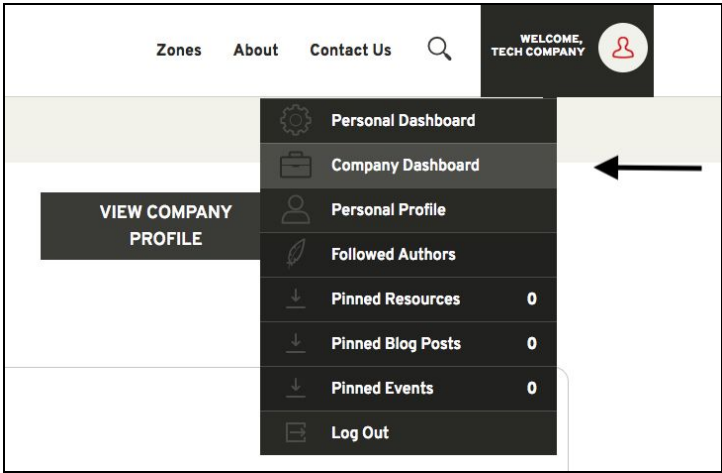 Zones About Contact Us
WELCOME,
TECH COMPANY
Personal Dashboard
Company Dashboard
VIEW COMPANY
PROFILE
Personal Profile
Followed Authors
Pinned Resources 0
Pinned Blog Posts 0
Pinned Events 0
Log Out